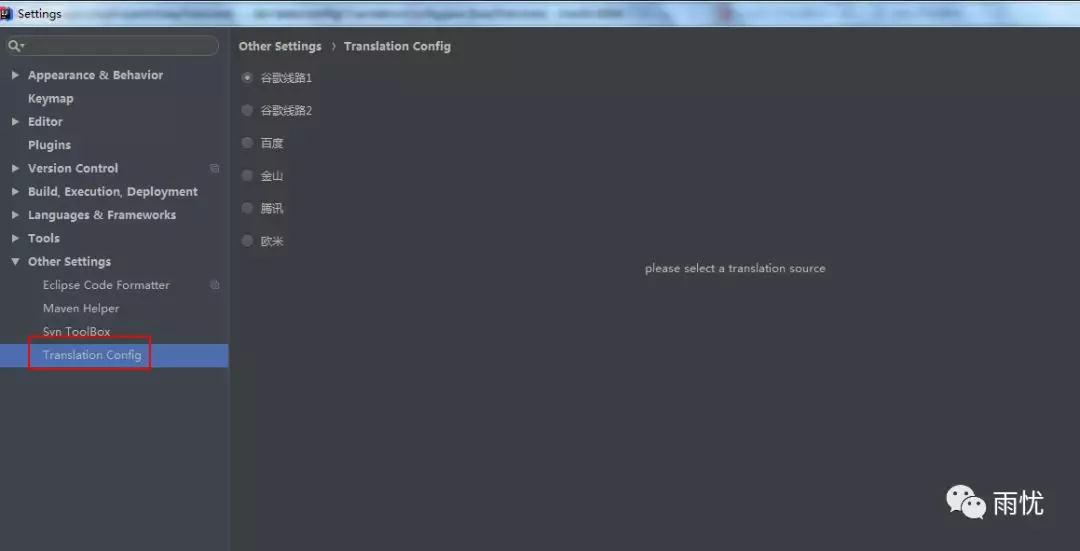 Settings
Other Settings › Translation Config
Appearance & Behavior
Keymap
Editor
Plugins
Version Control
Build, Execution, Deployment
Languages & Frameworks
Tools
Other Settings
Eclipse Code Formatter
Maven Helper
Svn ToolBox
Translation Config
谷歌线路1
谷歌线路2
百度
金山
腾讯
欧米
please select a translation source
雨忧